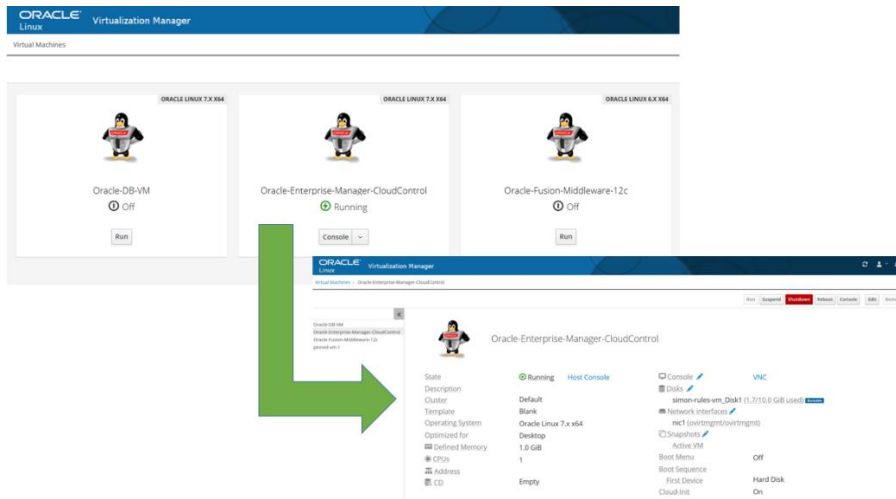 ORACLE
Linux
Virtualization Manager
Virtual Machines
ORACLE LINUX 7.X X64
ORACLE LINUX 7.X X64
ORACLE LINUX 6.X X64
Oracle-DB-VM
Off
Run
Oracle-Enterprise-Manager-CloudControl
Running
Console
Oracle-Fusion-Middleware-12c
Off
Run
ORACLE
Linux
Virtualization Manager
Virtual Machines > Oracle-Enterprise-Manager-CloudControl
Run Suspend Shutdown Reboot Console Edit
Oracle-DB-VM
Oracle-Enterprise-Manager-CloudControl
Oracle-Fusion-Middleware-12c
pinned-vm-1
Oracle-Enterprise-Manager-CloudControl
State Running Host Console
Description
Cluster Default
Template Blank
Operating System Oracle Linux 7.x x64
Optimized for Desktop
Defined Memory 1.0 GiB
CPUs 1
Address
CD Empty
Console VNC
Disks
simon-rules-vm_Disk1 (1.7/10.0 GiB used)
Network interfaces
nic1 (ovirtmgmt/ovirtmgmt)
Snapshots
Active VM
Boot Menu Off
Boot Sequence
First Device Hard Disk
Cloud-Init On